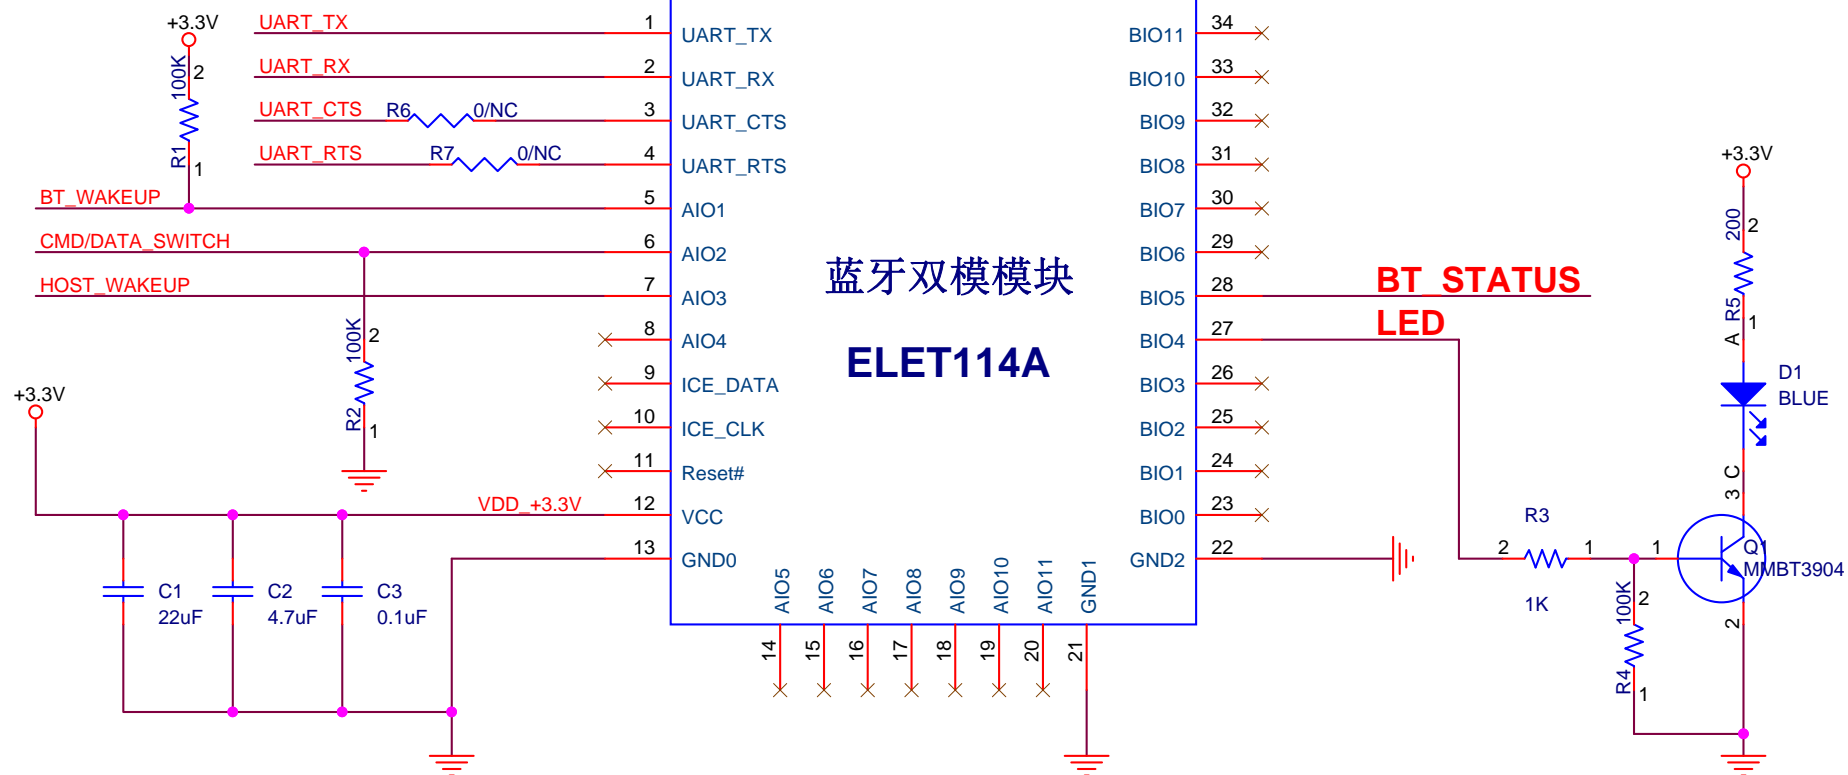 +3.3V
100K
2
R1
1
UART_TX
1
UART_TX
UART_RX
2
UART_RX
UART_CTS
R6
0/NC
3
UART_CTS
UART_RTS
R7
0/NC
4
UART_RTS
BT_WAKEUP
5
AIO1
CMD/DATA_SWITCH
6
AIO2
HOST_WAKEUP
7
AIO3
8
AIO4
9
ICE_DATA
10
ICE_CLK
11
Reset#
VDD_+3.3V
12
VCC
13
GND0
100K
2
R2
1
+3.3V
C1
22uF
C2
4.7uF
C3
0.1uF
蓝牙双模模块
ELET114A
AIO5
AIO6
AIO7
AIO8
AIO9
AIO10
AIO11
GND1
14
15
16
17
18
19
20
21
BIO11
34
BIO10
33
BIO9
32
BIO8
31
BIO7
30
BIO6
29
BIO5
28
BT_STATUS
BIO4
27
LED
BIO3
26
BIO2
25
BIO1
24
BIO0
23
GND2
22
+3.3V
200
2
R5
1
A
D1
BLUE
C
3
R3
2
1
1K
1
Q1
MMBT3904
2
100K
2
R4
1